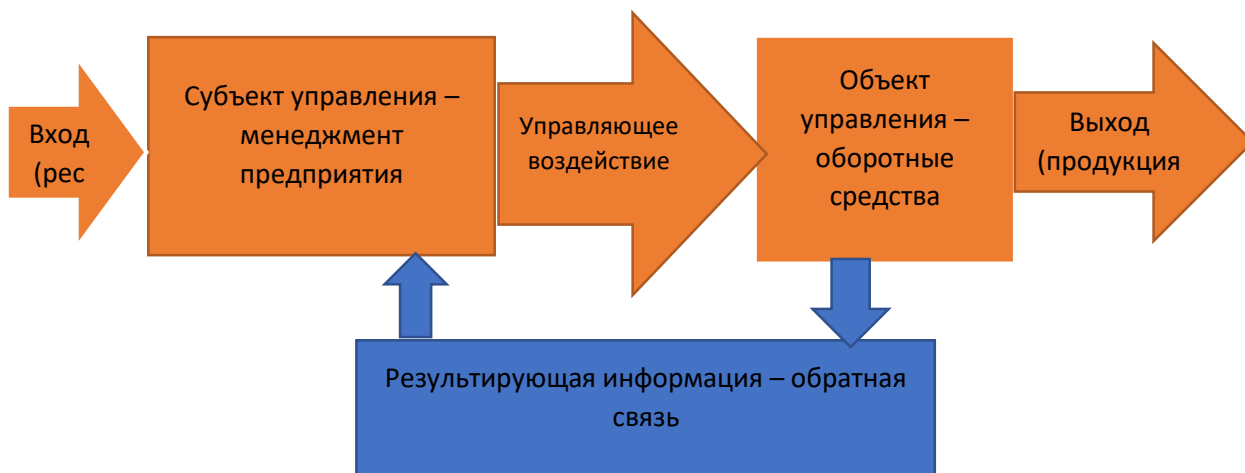 Вход
(рес
Субъект управления –
менеджмент
предприятия
Управляющее
воздействие
Объект
управления –
оборотные
средства
Выход
(продукция
Результирующая информация – обратная
связь